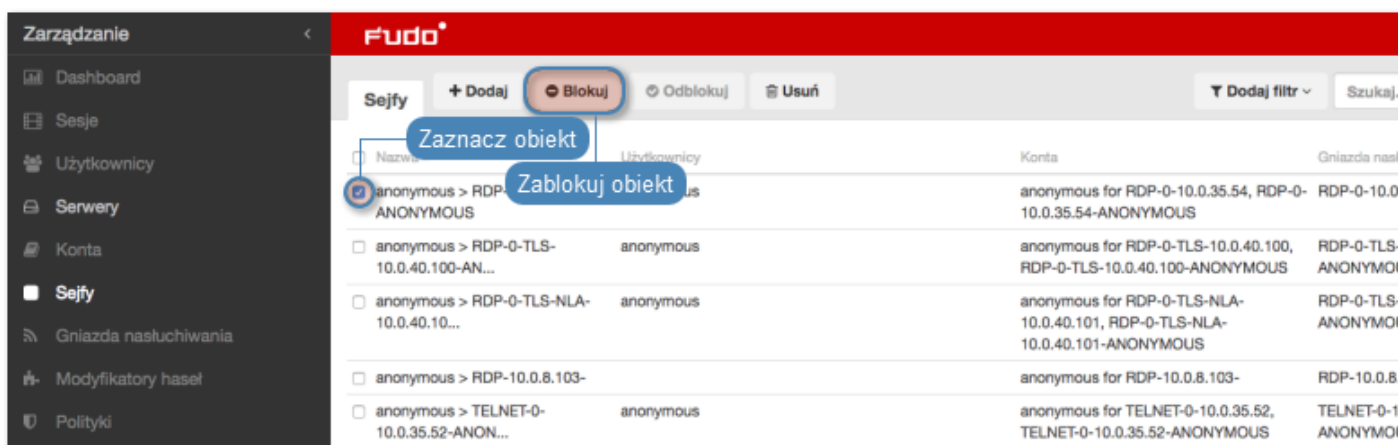 Zarządzanie
Fudo
Dashboard
Sesje
Użytkownicy
Serwery
Konta
Sejfy
Gniazda nasłuchiwania
Modyfikatory haseł
Polityki
Sejfy
+ Dodaj
Blokuj
Odblokuj
Usuń
Dodaj filtr
Szukaj.
Zaznacz obiekt
Zablokuj obiekt
Użytkownicy
Konta
Gniazda
anonymous > RDP-
ANONYMOUS
anonymous for RDP-0-10.0.35.54, RDP-0-
10.0.35.54-ANONYMOUS
RDP-0-10.0
anonymous > RDP-0-TLS-
10.0.40.100-AN...
anonymous
anonymous for RDP-0-TLS-10.0.40.100,
RDP-0-TLS-10.0.40.100-ANONYMOUS
RDP-0-TLS-
ANONYMOU
anonymous > RDP-0-TLS-NLA-
10.0.40.10...
anonymous
anonymous for RDP-0-TLS-NLA-
10.0.40.101, RDP-0-TLS-NLA-
10.0.40.101-ANONYMOUS
RDP-0-TLS-
ANONYMOU
anonymous > RDP-10.0.8.103-
anonymous for RDP-10.0.8.103-
RDP-10.0.8
anonymous > TELNET-0-
10.0.35.52-ANON...
anonymous
anonymous for TELNET-0-10.0.35.52,
TELNET-0-10.0.35.52-ANONYMOUS
TELNET-0-1
ANONYMOU